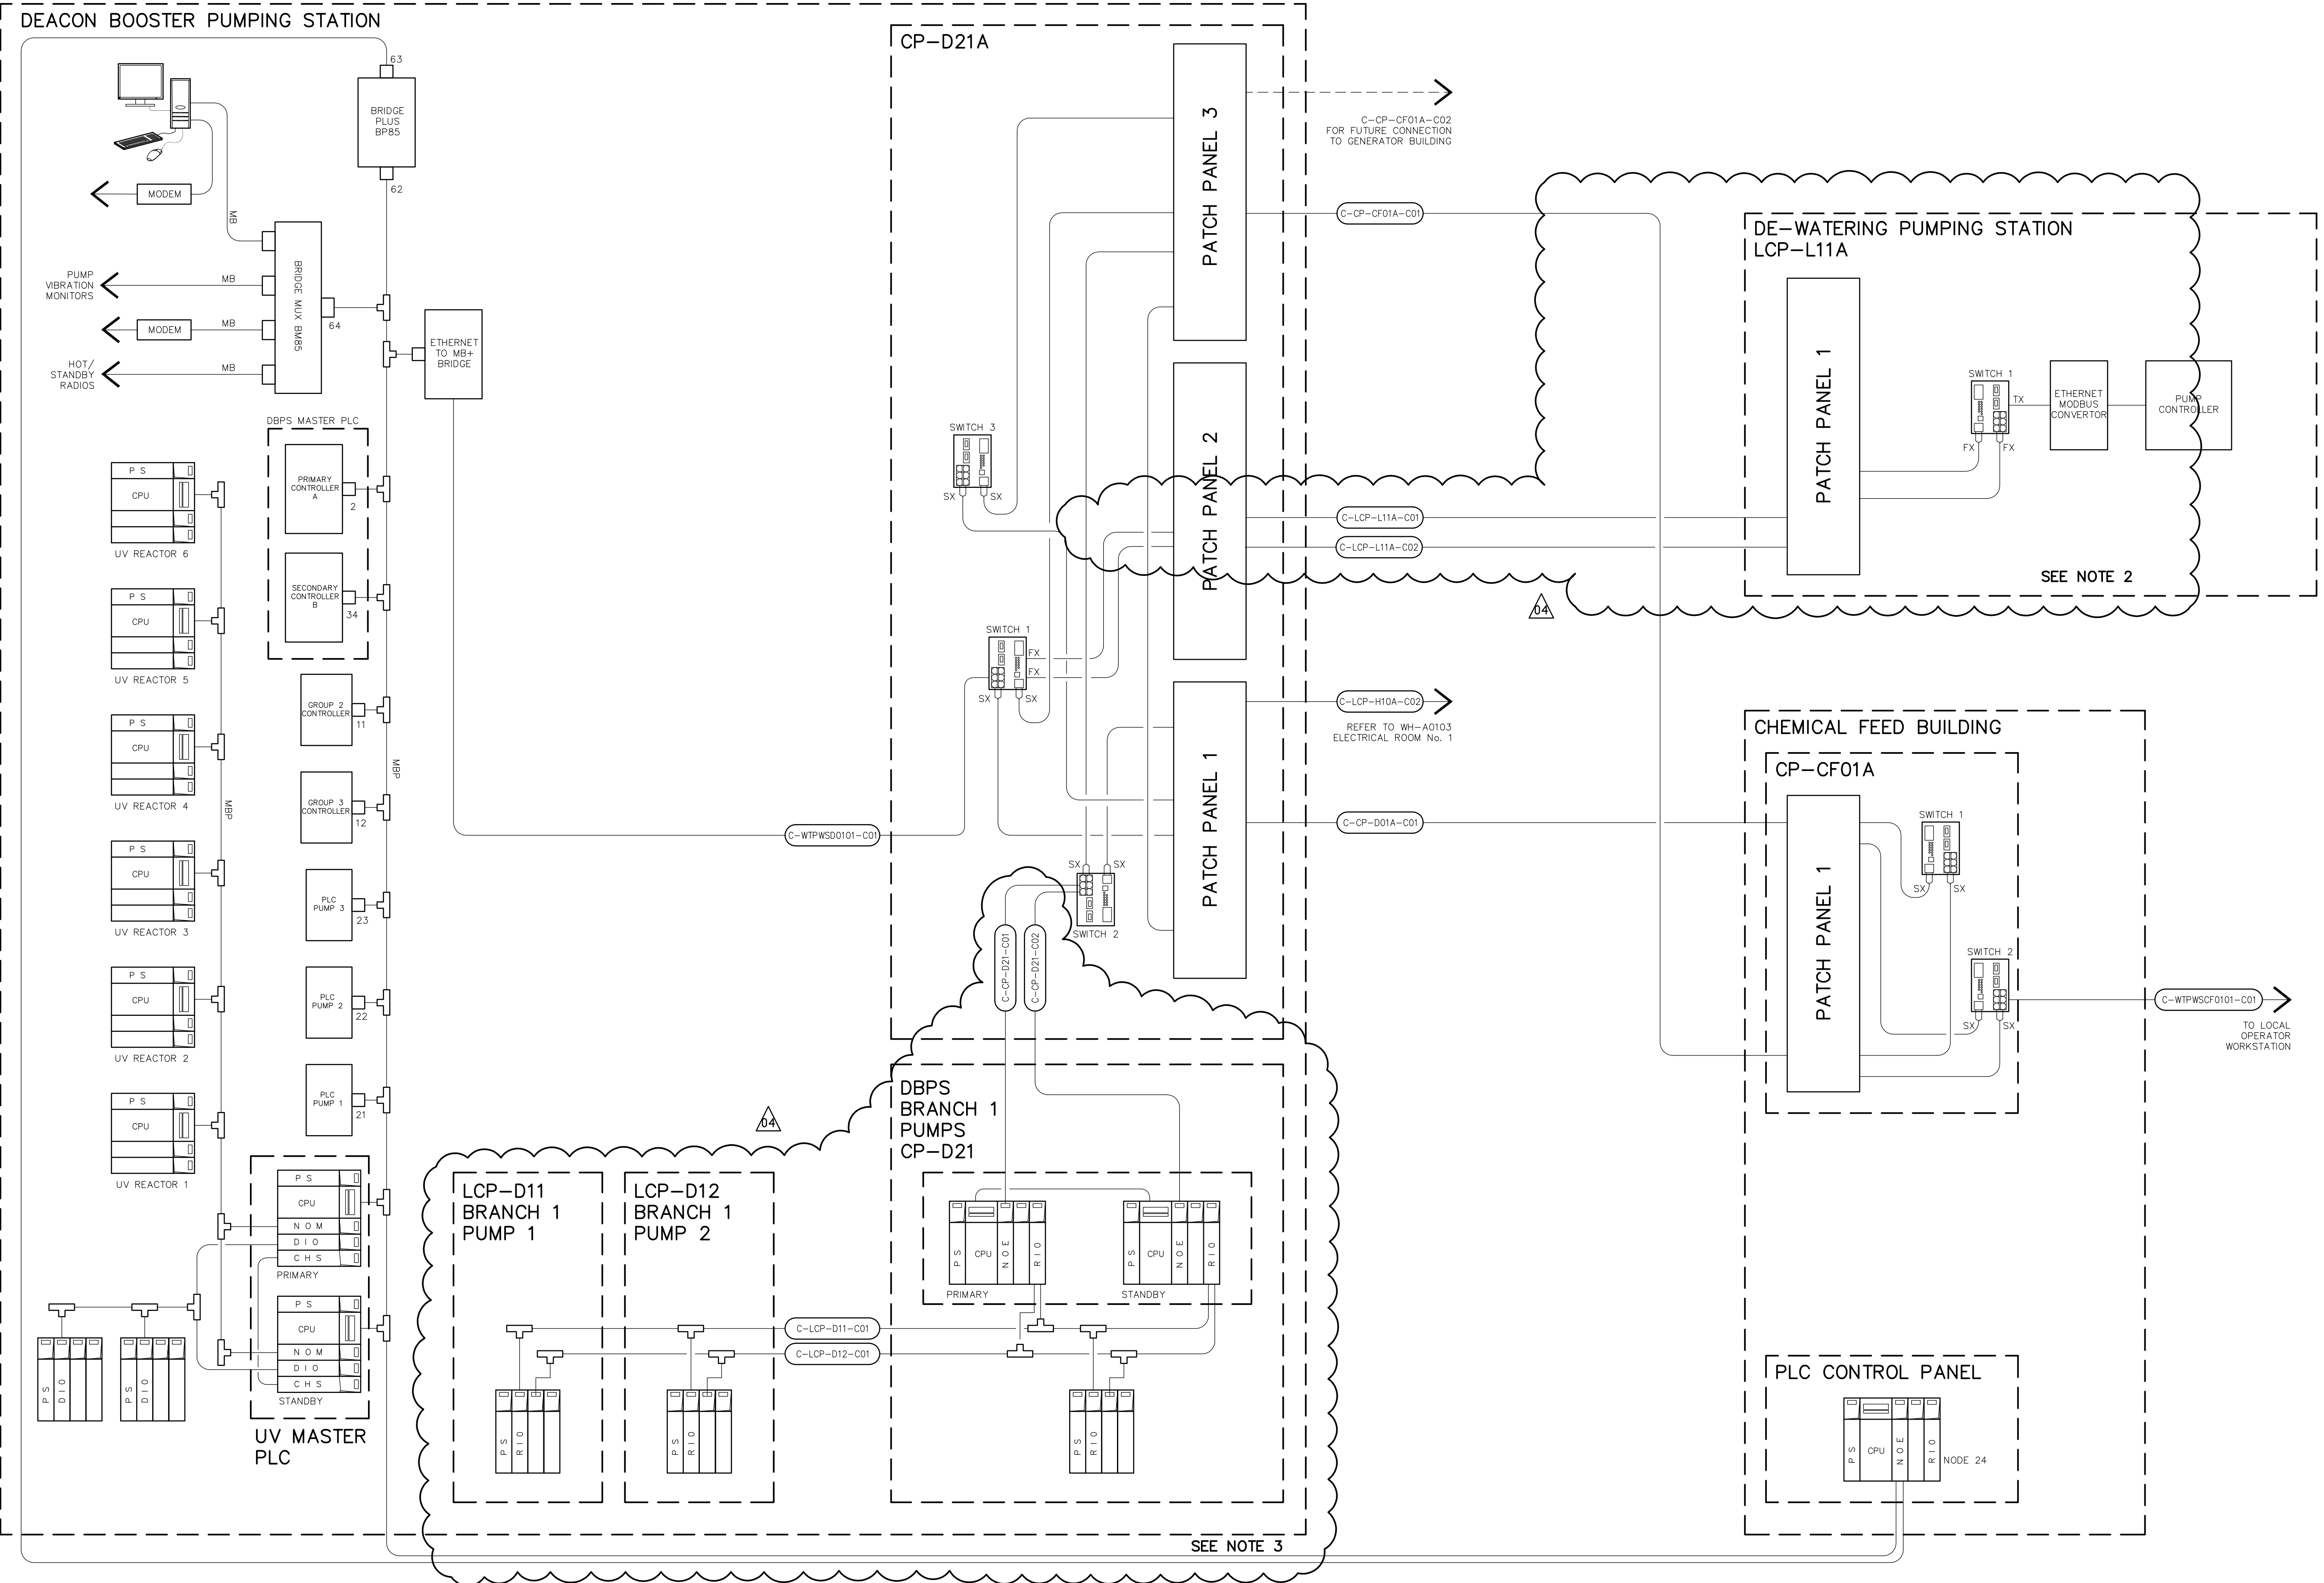 DEACON BOOSTER PUMPING STATION
63
BRIDGE
PLUS
BP85
62
MODEM
MB
PUMP
VIBRATION
MONITORS
MB
MODEM
MB
HOT/
STANDBY
RADIOS
MB
BRIDGE MUX BM85
64
ETHERNET
TO MB+
BRIDGE
DBPS MASTER PLC
PRIMARY
CONTROLLER
A
2
SECONDARY
CONTROLLER
B
34
GROUP 2
CONTROLLER
11
GROUP 3
CONTROLLER
12
PLC
PUMP 3
23
PLC
PUMP 2
22
PLC
PUMP 1
21
MBP
MBP
P S
CPU
UV REACTOR 6
P S
CPU
UV REACTOR 5
P S
CPU
UV REACTOR 4
P S
CPU
UV REACTOR 3
P S
CPU
UV REACTOR 2
P S
CPU
UV REACTOR 1
P S
CPU
N O M
D I O
C H S
PRIMARY
P S
CPU
N O M
D I O
C H S
STANDBY
UV MASTER
PLC
P S
D I O
P S
D I O
CP-D21A
PATCH PANEL 3
PATCH PANEL 2
PATCH PANEL 1
SWITCH 3
SX
SX
SWITCH 1
FX
FX
SX
SX
SX
SX
SWITCH 2
C-WTPWSD0101-C01
C-CP-D21-C01
C-CP-D21-C02
C-CP-CF01A-C02
FOR FUTURE CONNECTION
TO GENERATOR BUILDING
C-CP-CF01A-C01
C-LCP-L11A-C01
C-LCP-L11A-C02
04
C-LCP-H10A-C02
REFER TO WH-A0103
ELECTRICAL ROOM No. 1
C-CP-D01A-C01
DE-WATERING PUMPING STATION
LCP-L11A
PATCH PANEL 1
SWITCH 1
TX
FX
FX
ETHERNET
MODBUS
CONVERTOR
PUMP
CONTROLLER
SEE NOTE 2
CHEMICAL FEED BUILDING
CP-CF01A
PATCH PANEL 1
SWITCH 1
SX
SX
SWITCH 2
SX
SX
C-WTPWSCF0101-C01
TO LOCAL
OPERATOR
WORKSTATION
PLC CONTROL PANEL
P S
CPU
N O E
R I O
NODE 24
04
LCP-D11
BRANCH 1
PUMP 1
P S
R I O
LCP-D12
BRANCH 1
PUMP 2
P S
R I O
C-LCP-D11-C01
C-LCP-D12-C01
DBPS
BRANCH 1
PUMPS
CP-D21
P S
CPU
N O E
R I O
PRIMARY
P S
CPU
N O E
R I O
STANDBY
P S
R I O
SEE NOTE 3